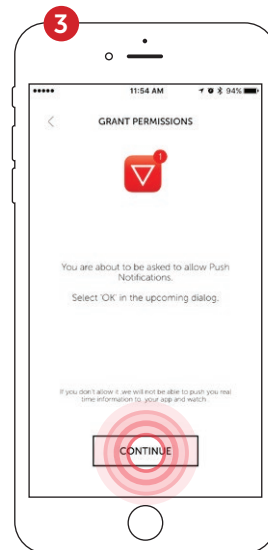 3
11:54 AM
94%
GRANT PERMISSIONS
1
You are about to be asked to allow Push
Notifications.
Select 'OK' in the upcoming dialog.
If you don't allow it we will not be able to push you real
time information to your app and watch
CONTINUE